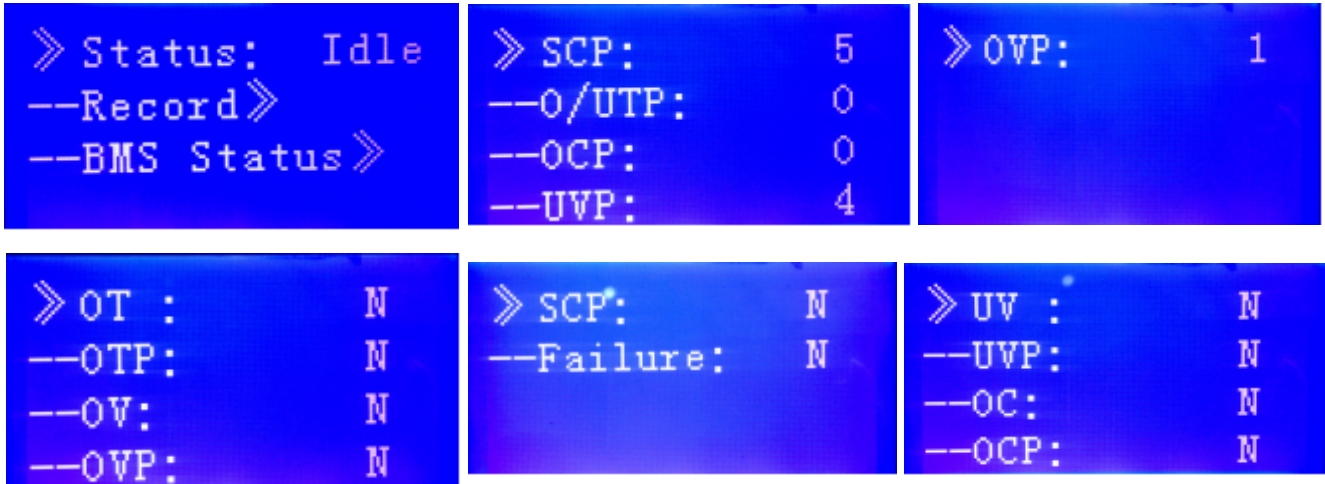 》Status: Idle
--Record》
--BMS Status》
》SCP: 5
--O/UTP: 0
--OCP: 0
--UVP: 4
》OVP: 1
》OT : N
--OTP: N
--OV: N
--OVP: N
》SCP: N
--Failure: N
》UV : N
--UVP: N
--OC: N
--OCP: N